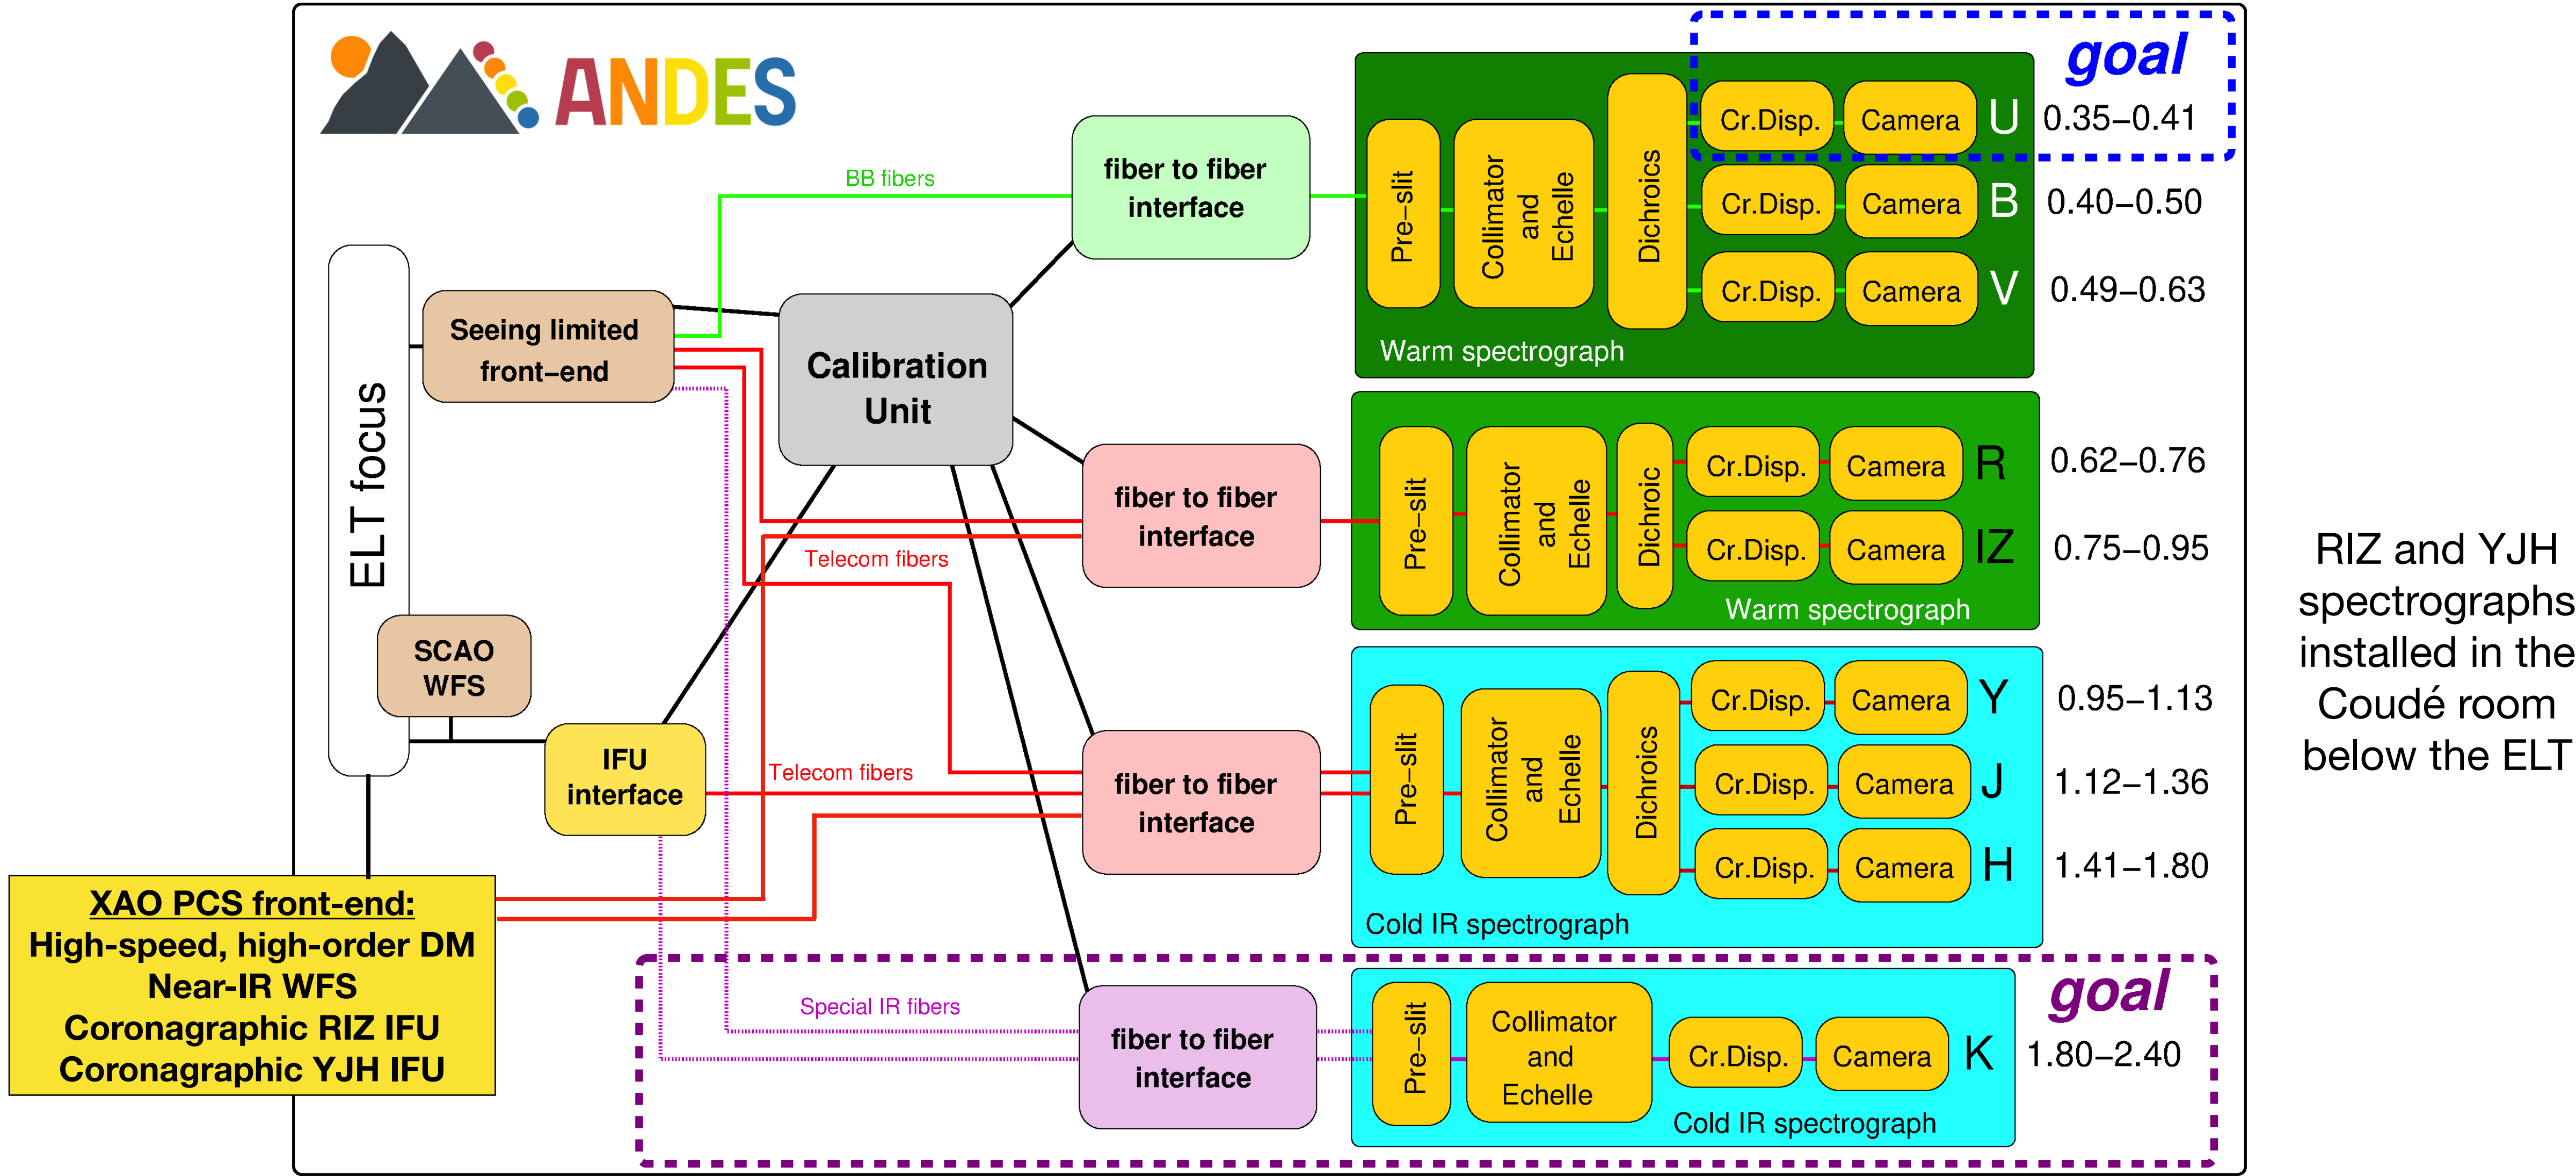 ANDES
goal
Cr.Disp.
Camera
U
0.35–0.41
fiber to fiber
interface
BB fibers
Pre–slit
Collimator
and
Echelle
Dichroics
Cr.Disp.
Camera
B
0.40–0.50
Cr.Disp.
Camera
V
0.49–0.63
Warm spectrograph
Seeing limited
front–end
Calibration
Unit
ELT focus
fiber to fiber
interface
Telecom fibers
Pre–slit
Collimator
and
Echelle
Dichroic
Cr.Disp.
Camera
R
0.62–0.76
Cr.Disp.
Camera
IZ
0.75–0.95
Warm spectrograph
RIZ and YJH
spectrographs
installed in the
Coudé room
below the ELT
SCAO
WFS
IFU
interface
Telecom fibers
fiber to fiber
interface
Pre–slit
Collimator
and
Echelle
Dichroics
Cr.Disp.
Camera
Y
0.95–1.13
Cr.Disp.
Camera
J
1.12–1.36
Cr.Disp.
Camera
H
1.41–1.80
Cold IR spectrograph
XAO PCS front-end:
High-speed, high-order DM
Near-IR WFS
Coronagraphic RIZ IFU
Coronagraphic YJH IFU
Special IR fibers
fiber to fiber
interface
Pre–slit
Collimator
and
Echelle
Cr.Disp.
Camera
K
goal
1.80–2.40
Cold IR spectrograph